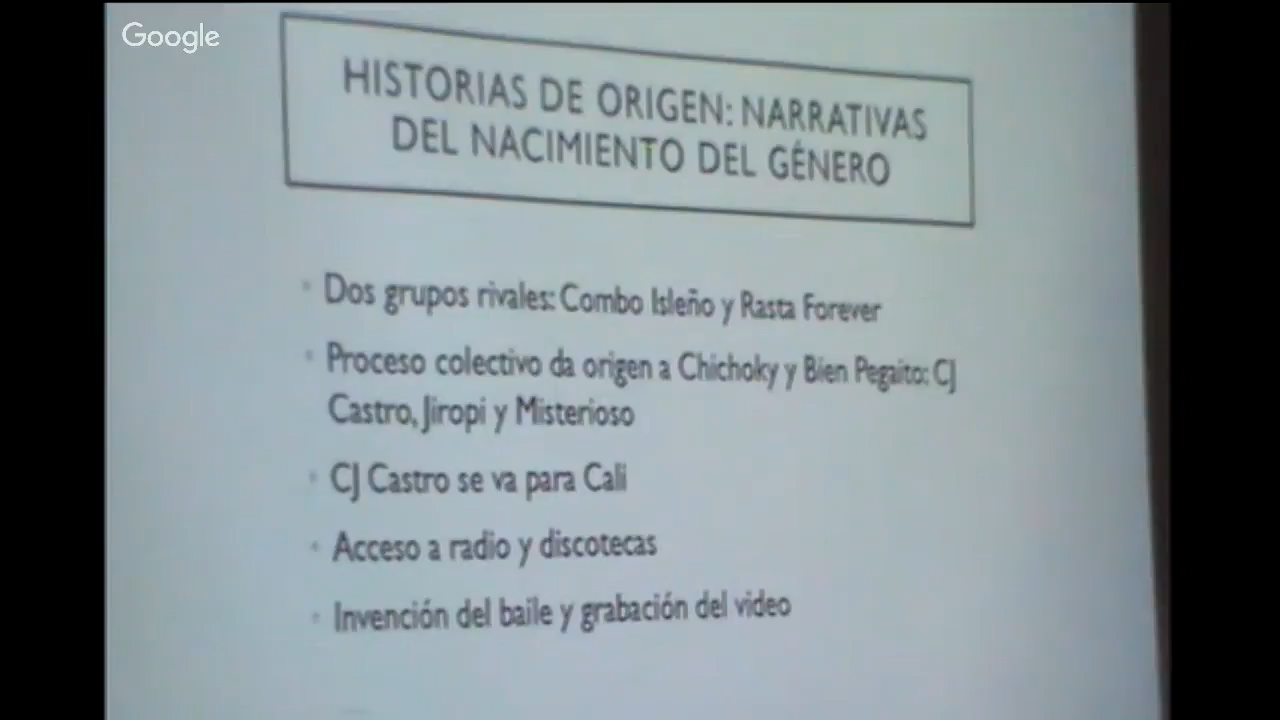 Google
HISTORIAS DE ORIGEN: NARRATIVAS
DEL NACIMIENTO DEL GÉNERO
Dos grupos rivales: Combo Isleño y Rasta Forever
Proceso colectivo da origen a Chichoky y Bien Pegaito: CJ
Castro, Jiropi y Misterioso
CJ Castro se va para Cali
Acceso a radio y discotecas
Invención del baile y grabación del video